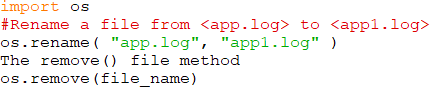 import os
#Rename a file from <app.log> to <app1.log>
os.rename( "app.log", "app1.log" )
The remove() file method
os.remove(file_name)